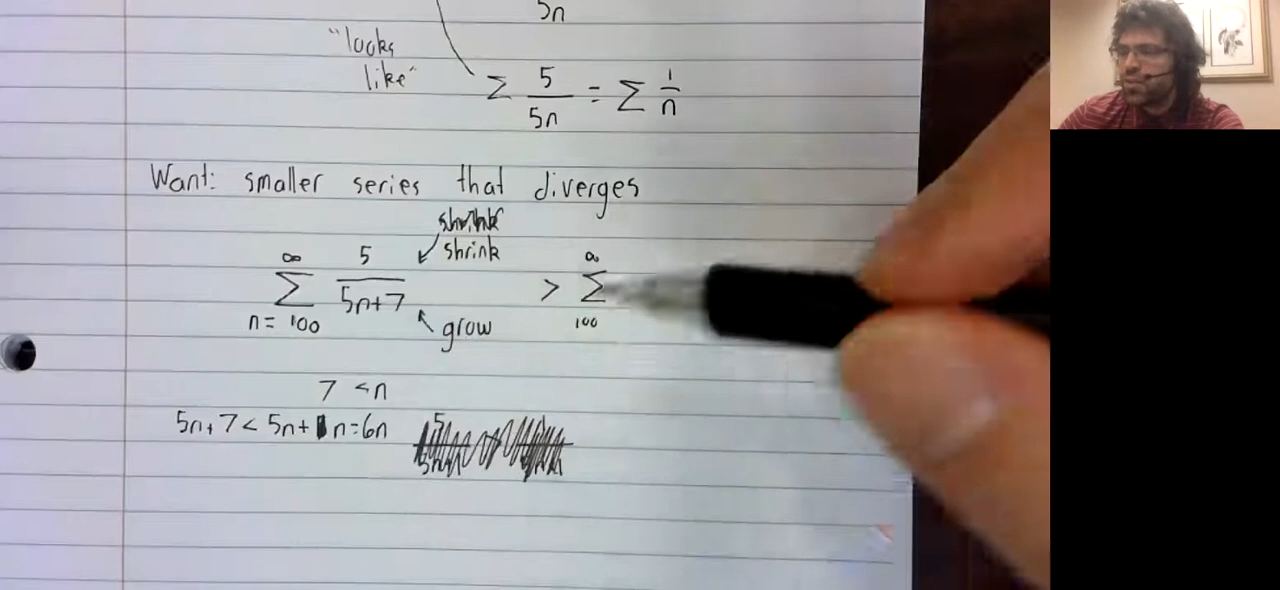 5n
"looks
like"
Σ 5/5n = Σ 1/n
Want: smaller series that diverges
shrink
∞ Σ n=100 5/5n+7 > ∞ Σ 100
grow
7 < n
5n+7 < 5n+n=6n